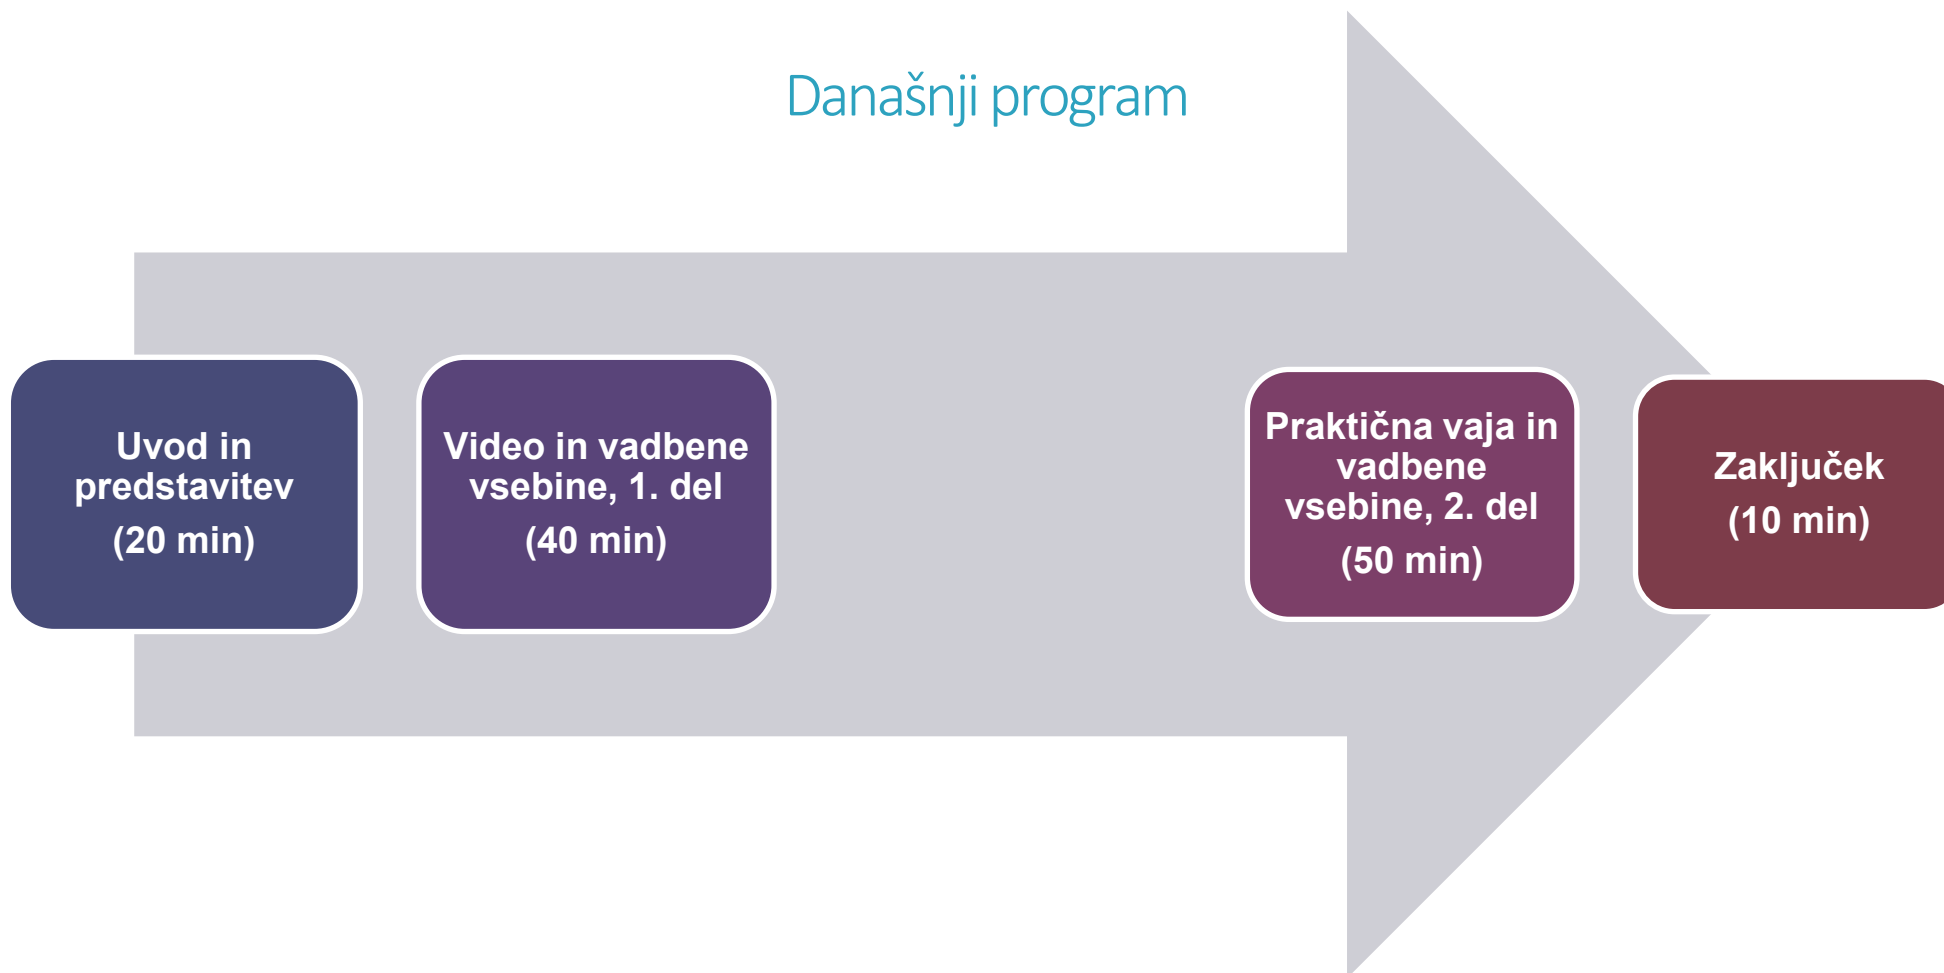 Današnji program
Uvod in
predstavitev
(20 min)
Video in vadbene
vsebine, 1. del
(40 min)
Praktična vaja in
vadbene
vsebine, 2. del
(50 min)
Zaključek
(10 min)